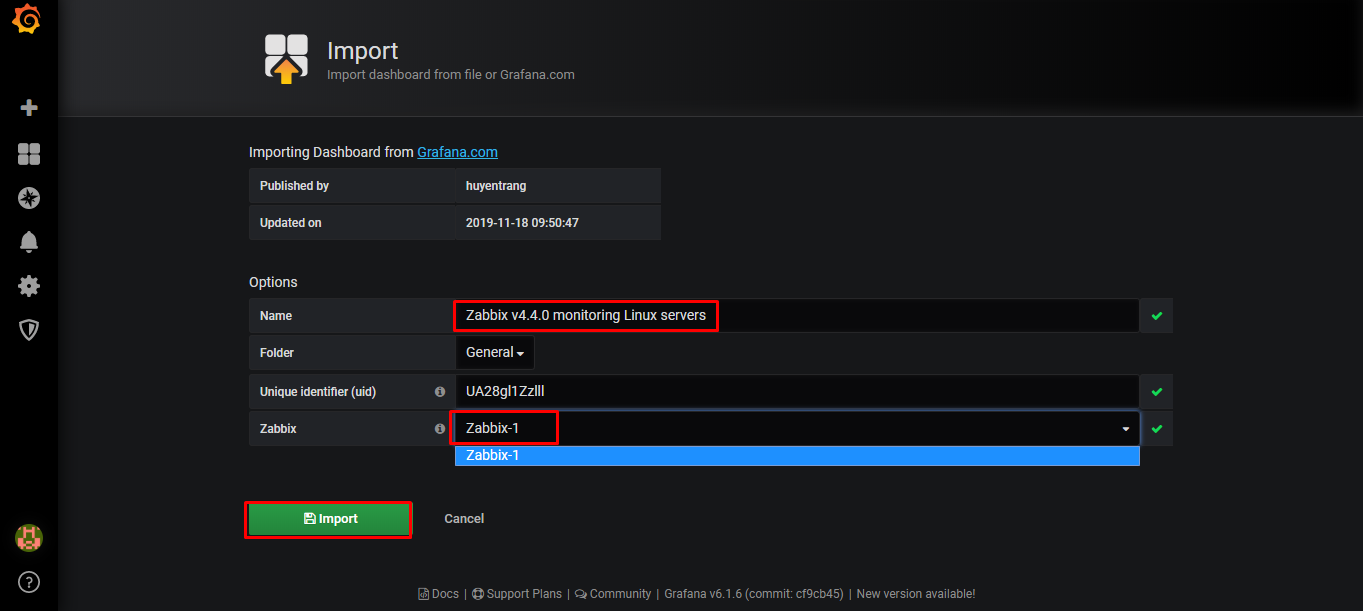 Import
Import dashboard from file or Grafana.com
Importing Dashboard from Grafana.com
Published by huyentrang
Updated on 2019-11-18 09:50:47
Options
Name Zabbix v4.4.0 monitoring Linux servers
Folder General
Unique identifier (uid) UA28gl1Zzlll
Zabbix Zabbix-1
Zabbix-1
Import Cancel
Docs | Support Plans | Community | Grafana v6.1.6 (commit: cf9cb45) | New version available!